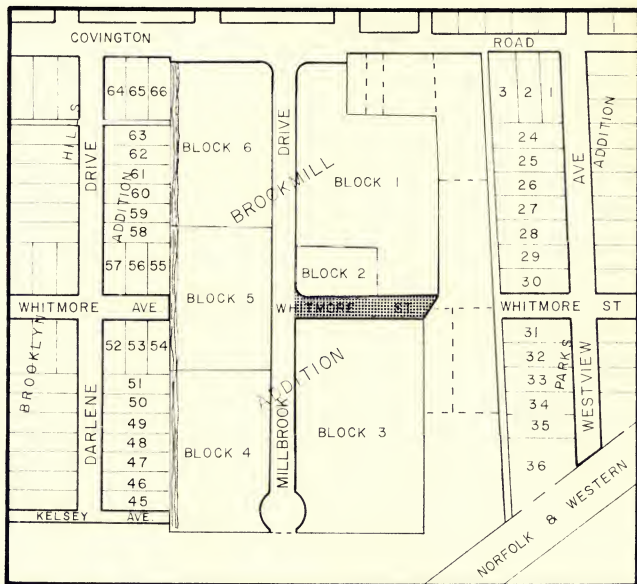 COVINGTON
ROAD
BROOKLYN
HILLS
ADDITION
DRIVE
DARLENE
64 65 66
63
62
61
60
59
58
57 56 55
WHITMORE AVE
52 53 54
51
50
49
48
47
46
45
KELSEY AVE.
BLOCK 6
BLOCK 5
BLOCK 4
DRIVE
MILLBROOK
BROOKMILL
ADDITION
BLOCK 1
BLOCK 2
WHITMORE ST.
BLOCK 3
3 2 1
24
25
26
27
28
29
30
WHITMORE ST
31
32
33
34
35
36
AVE
WESTVIEW
PARKS
ADDITION
NORFOLK & WESTERN